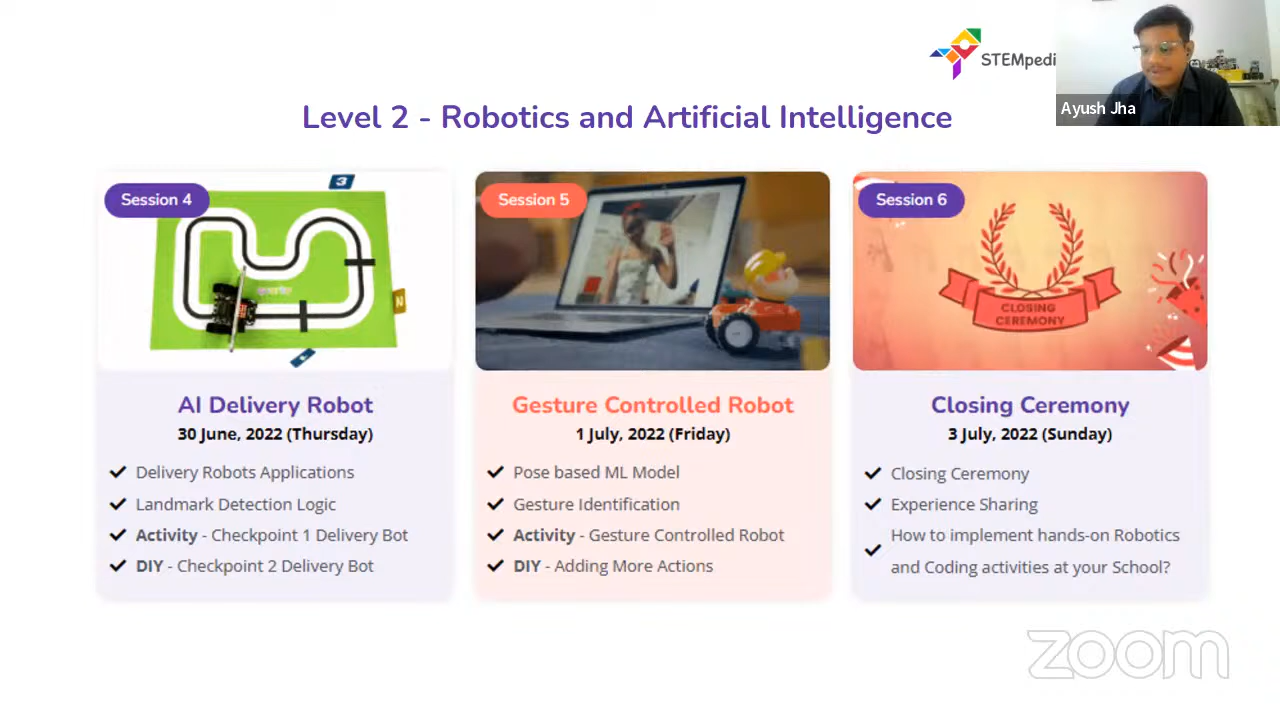 STEMpedi
Ayush Jha
Level 2 - Robotics and Artificial Intelligence
Session 4
3
2
Session 5
Session 6
CLOSING
CEREMONY
AI Delivery Robot
30 June, 2022 (Thursday)
Delivery Robots Applications
Landmark Detection Logic
Activity - Checkpoint 1 Delivery Bot
DIY - Checkpoint 2 Delivery Bot
Gesture Controlled Robot
1 July, 2022 (Friday)
Pose based ML Model
Gesture Identification
Activity - Gesture Controlled Robot
DIY - Adding More Actions
Closing Ceremony
3 July, 2022 (Sunday)
Closing Ceremony
Experience Sharing
How to implement hands-on Robotics
and Coding activities at your School?
zoom